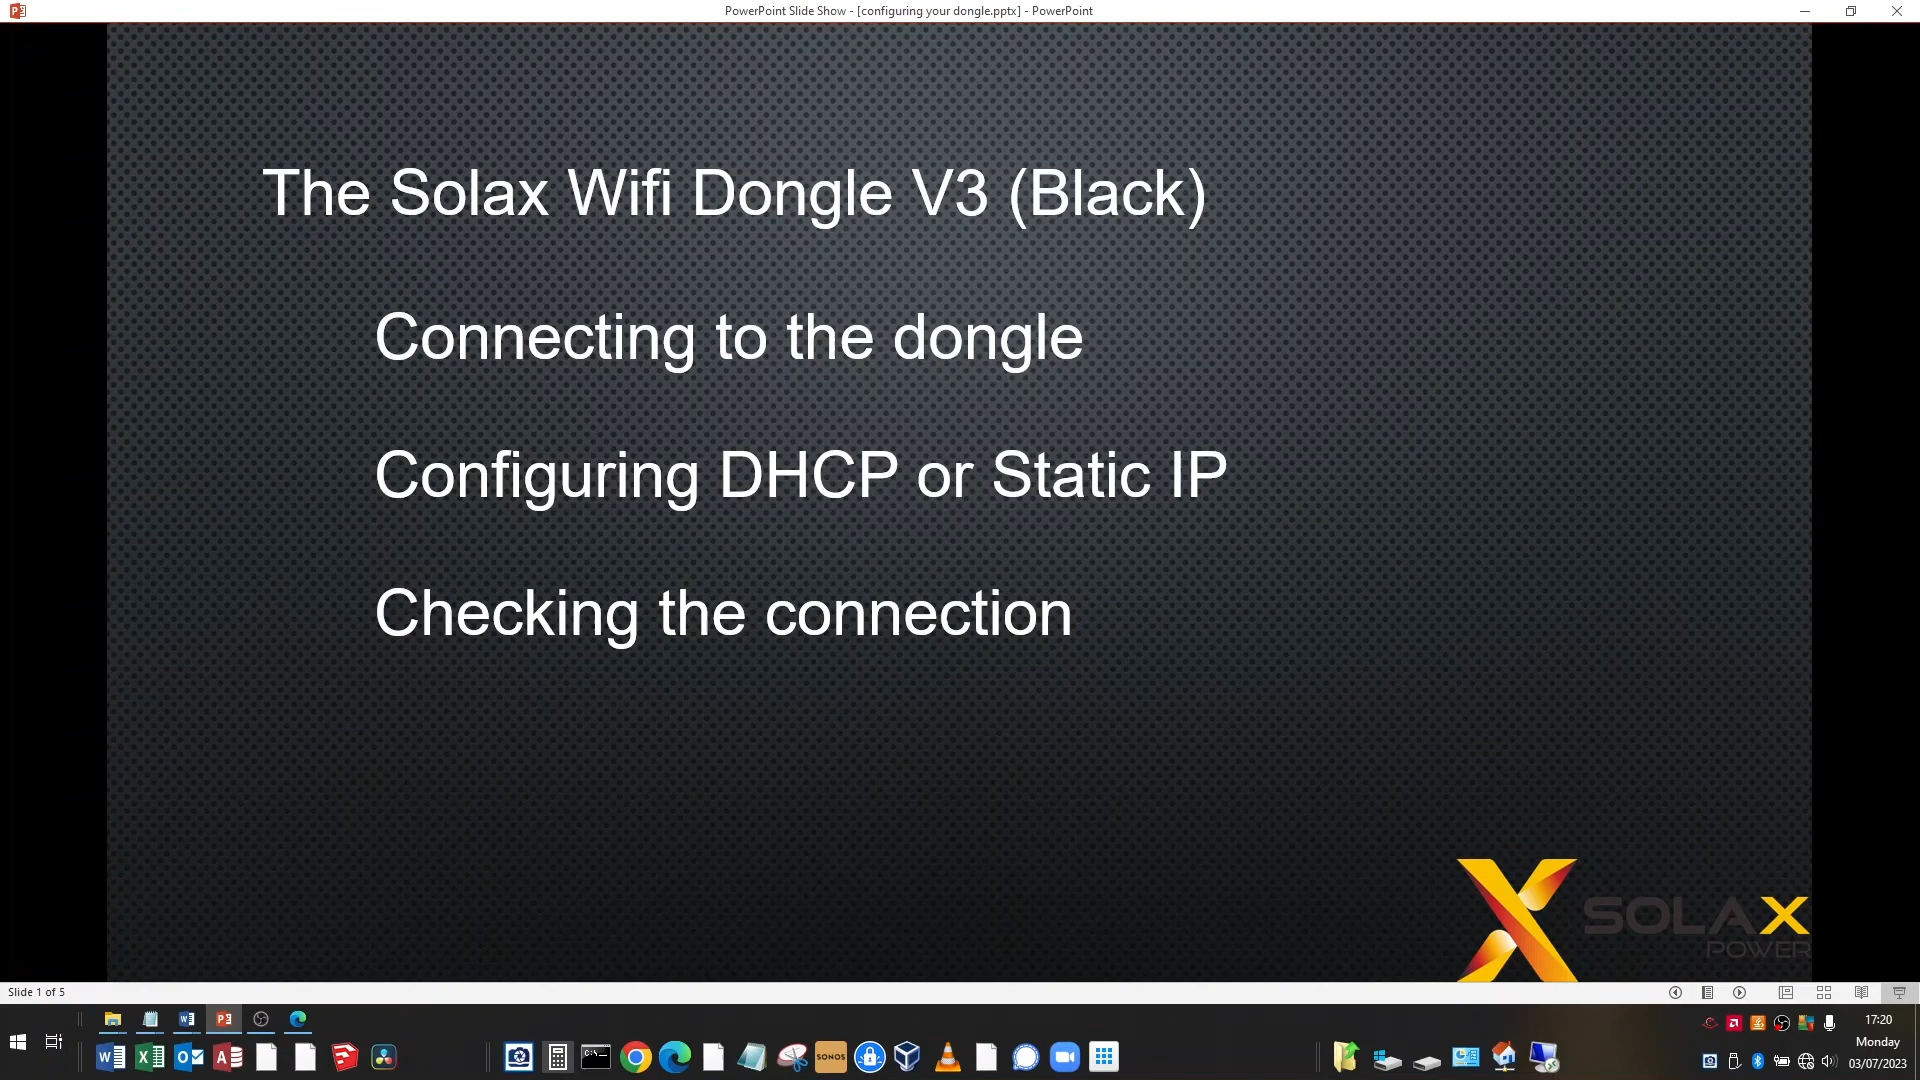 PowerPoint Slide Show - [configuring your dongle.pptx] - PowerPoint
The Solax Wifi Dongle V3 (Black)
Connecting to the dongle
Configuring DHCP or Static IP
Checking the connection
SOLAX
POWER
Slide 1 of 5
SONOS
17:20
Monday
03/07/2023